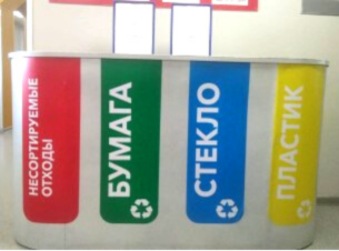 НЕСОРТИРУЕМЫЕ
ОТХОДЫ
БУМАГА
СТЕКЛО
ПЛАСТИК